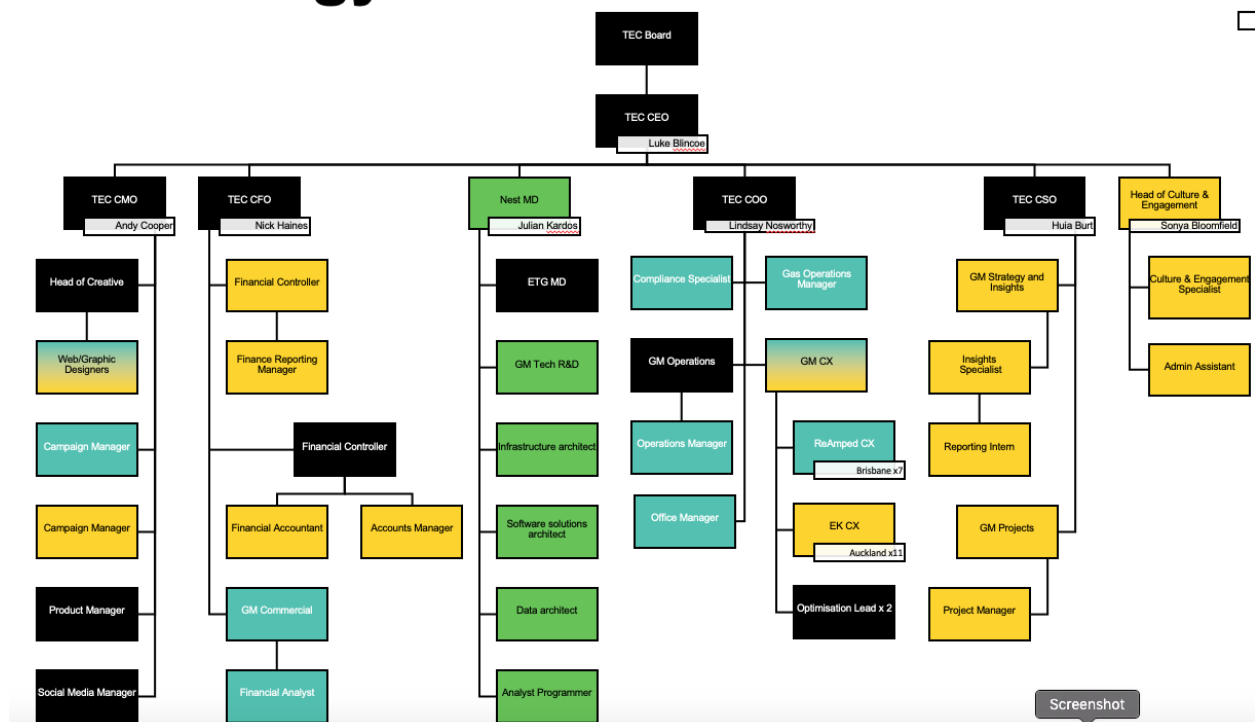 gy
TEC Board
TEC CEO
Luke Blincoe
TEC CMO
Andy Cooper
TEC CFO
Nick Haines
Nest MD
Julian Kardos
TEC COO
Lindsay Nosworthy
TEC CSO
Huia Burt
Head of Culture &
Engagement
Sonya Bloomfield
Head of Creative
Financial Controller
ETG MD
Compliance Specialist
Gas Operations
Manager
GM Strategy and
Insights
Culture & Engagement
Specialist
Web/Graphic
Designers
Finance Reporting
Manager
GM Tech R&D
GM Operations
GM CX
Insights
Specialist
Admin Assistant
Campaign Manager
Financial Controller
Infrastructure architect
Operations Manager
ReAmped CX
Brisbane x7
Reporting Intern
Campaign Manager
Financial Accountant
Accounts Manager
Software solutions
architect
Office Manager
EK CX
Auckland x11
GM Projects
Product Manager
GM Commercial
Data architect
Optimisation Lead x 2
Project Manager
Social Media Manager
Financial Analyst
Analyst Programmer
Screenshot